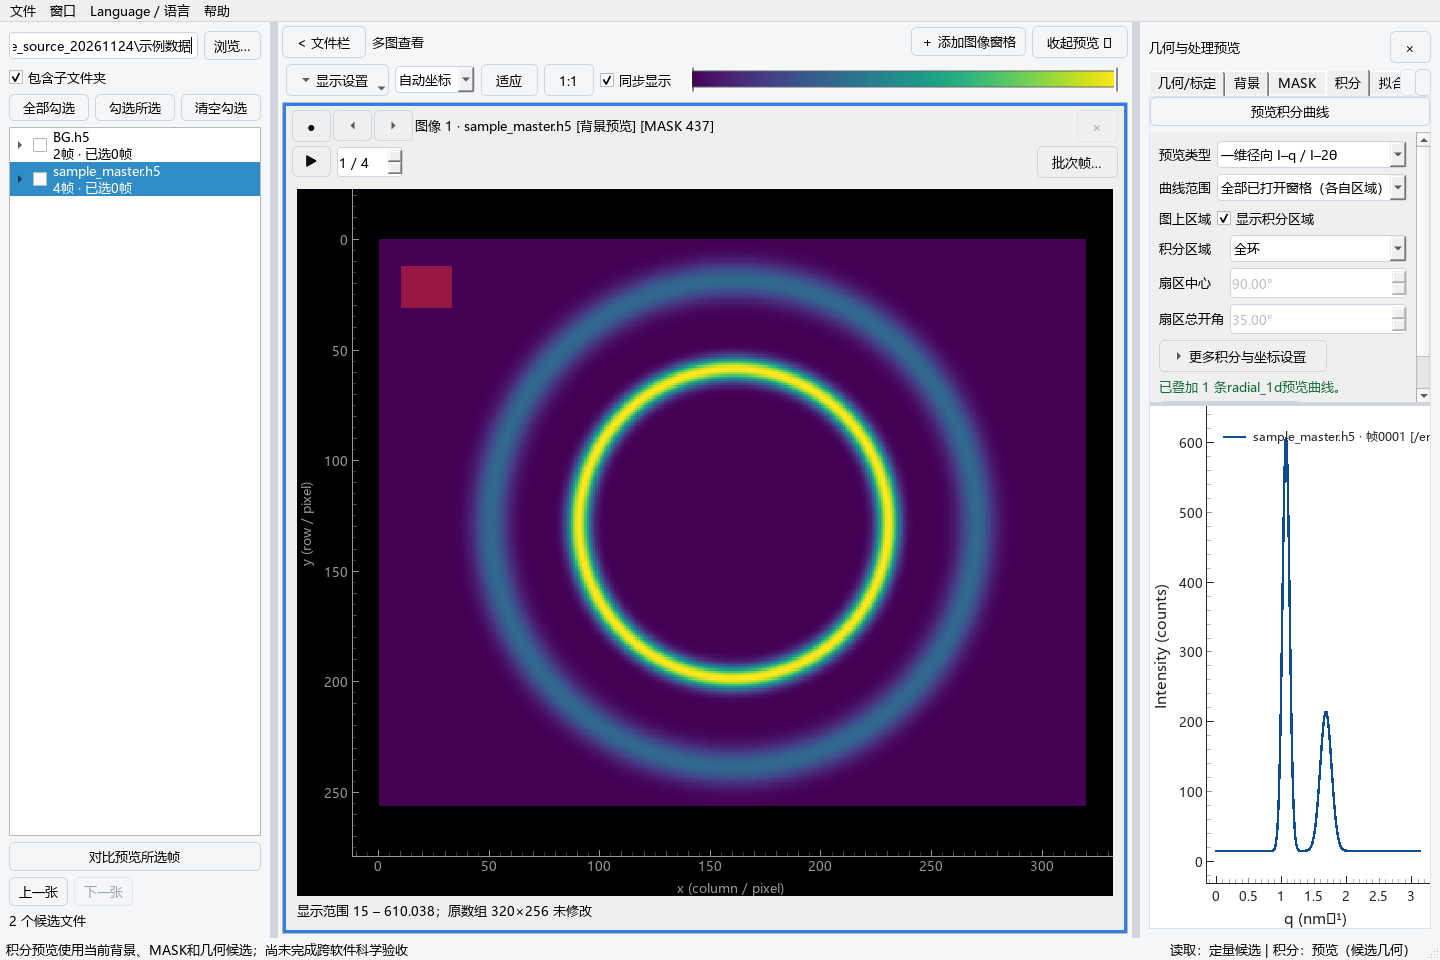 文件 窗口 Language / 语言 帮助
e_source_20261124\示例数据
浏览...
包含子文件夹
全部勾选 勾选所选 清空勾选
BG.h5
2帧 · 已选0帧
sample_master.h5
4帧 · 已选0帧
对比预览所选帧
上一张 下一张
2 个候选文件
< 文件栏 多图查看
+ 添加图像窗格 收起预览 ▯
显示设置 自动坐标 适应 1:1 同步显示
图像 1 · sample_master.h5 [背景预览] [MASK 437]
×
1 / 4
批次帧...
0
50
100
150
200
250
y (row / pixel)
0 50 100 150 200 250 300
x (column / pixel)
显示范围 15 – 610.038；原数组 320×256 未修改
几何与处理预览
×
几何/标定 背景 MASK 积分 拟合
预览积分曲线
预览类型 一维径向 I–q / I–2θ
曲线范围 全部已打开窗格（各自区域）
图上区域 显示积分区域
积分区域 全环
扇区中心 90.00°
扇区总开角 35.00°
更多积分与坐标设置
已叠加 1 条radial_1d预览曲线。
sample_master.h5 · 帧0001 [/er
600
500
400
300
200
100
0
Intensity (counts)
0 0.5 1 1.5 2 2.5 3
q (nm▯¹)
积分预览使用当前背景、MASK和几何候选；尚未完成跨软件科学验收
读取：定量候选 | 积分：预览（候选几何）